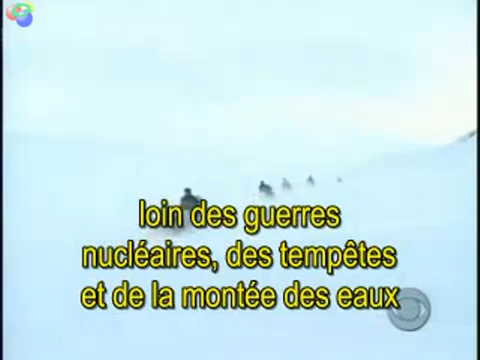 loin des guerres
nucléaires, des tempêtes
et de la montée des eaux